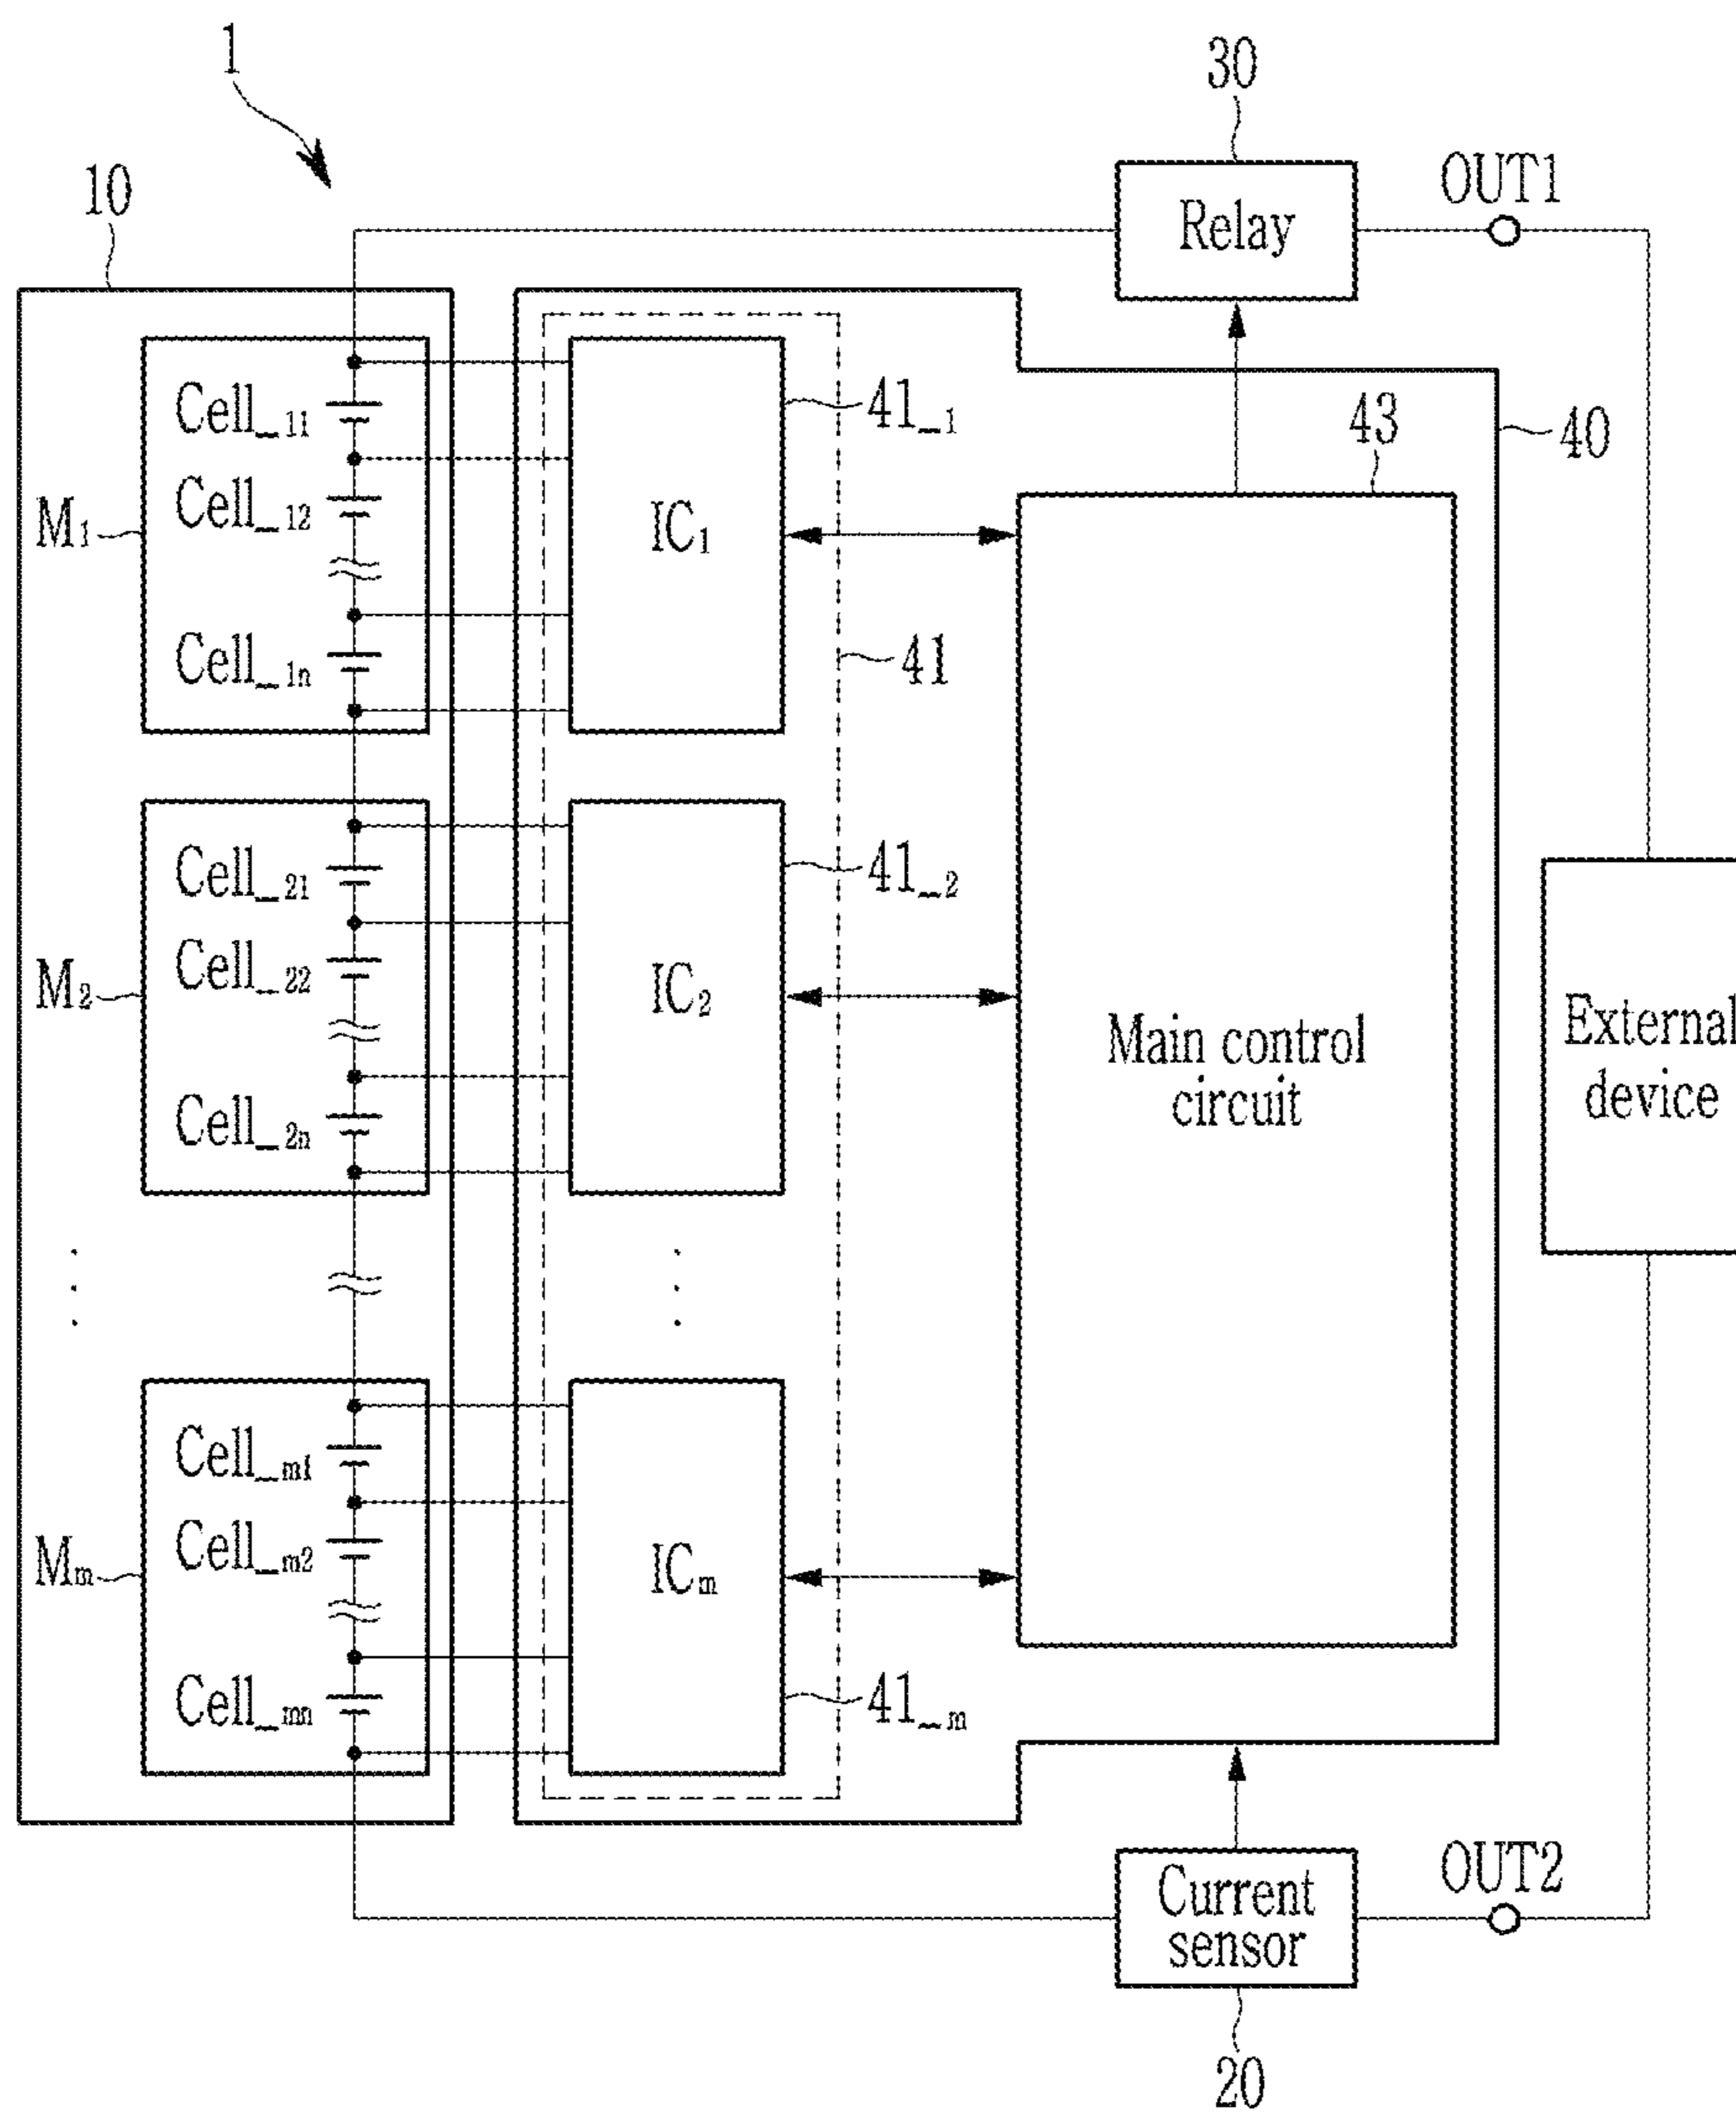 1
30
OUT1
10
Relay
Cell_11
41_1
43
40
M1
Cell_12
IC1
Cell_1n
41
Cell_21
41_2
M2
Cell_22
IC2
Main control
circuit
External
device
Cell_2n
Cell_m1
Mm
Cell_m2
ICm
Cell_mn
41_m
OUT2
Current
sensor
20